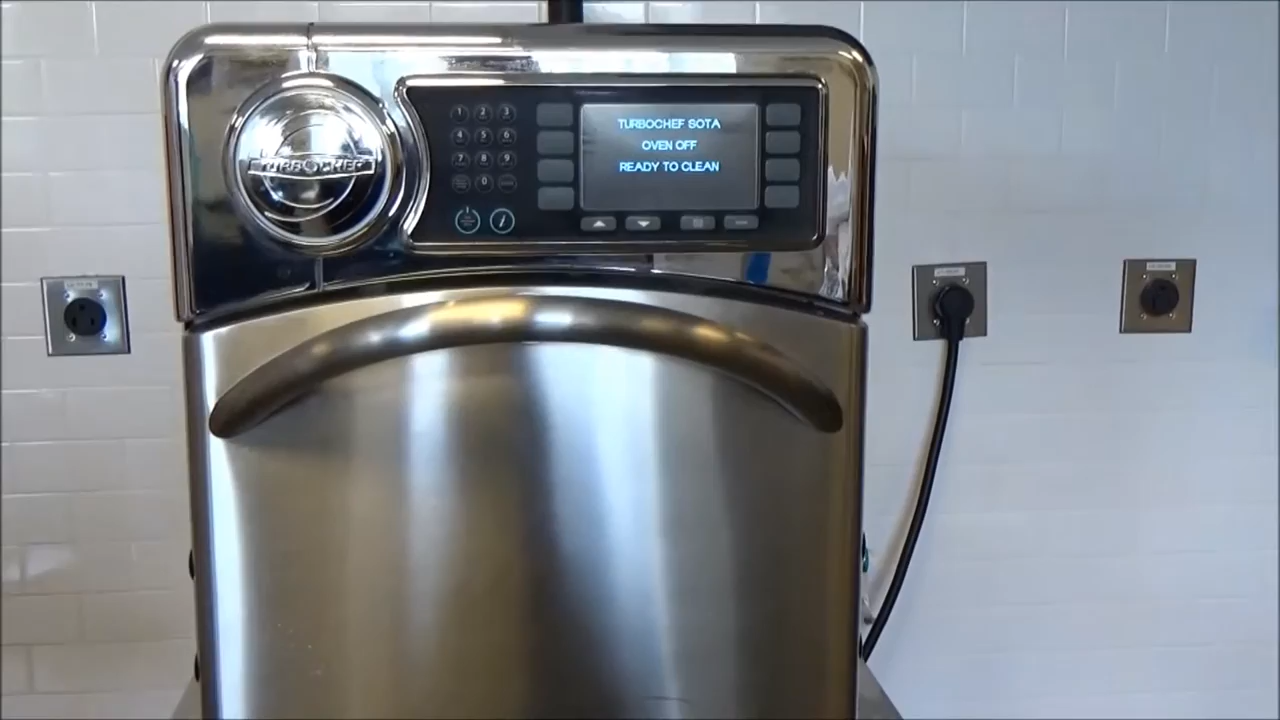 TURBOCHEF
1 2 3
4 5 6
7 8 9
0
TURBOCHEF SOTA
OVEN OFF
READY TO CLEAN